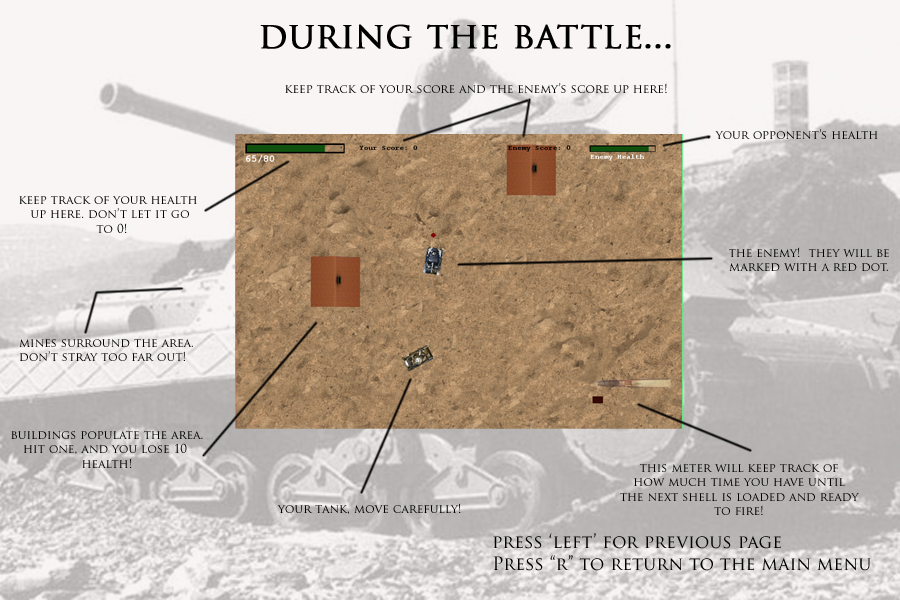 DURING THE BATTLE...
KEEP TRACK OF YOUR SCORE AND THE ENEMY'S SCORE UP HERE!
YOUR OPPONENT'S HEALTH
Your Score: 0
Enemy Score: 0
65/80
Enemy Health
KEEP TRACK OF YOUR HEALTH
UP HERE. DON'T LET IT GO
TO 0!
THE ENEMY! THEY WILL BE
MARKED WITH A RED DOT.
MINES SURROUND THE AREA.
DON'T STRAY TOO FAR OUT!
BUILDINGS POPULATE THE AREA.
HIT ONE, AND YOU LOSE 10
HEALTH!
THIS METER WILL KEEP TRACK OF
HOW MUCH TIME YOU HAVE UNTIL
THE NEXT SHELL IS LOADED AND READY
TO FIRE!
YOUR TANK, MOVE CAREFULLY!
PRESS 'LEFT' FOR PREVIOUS PAGE
PRESS "R" TO RETURN TO THE MAIN MENU